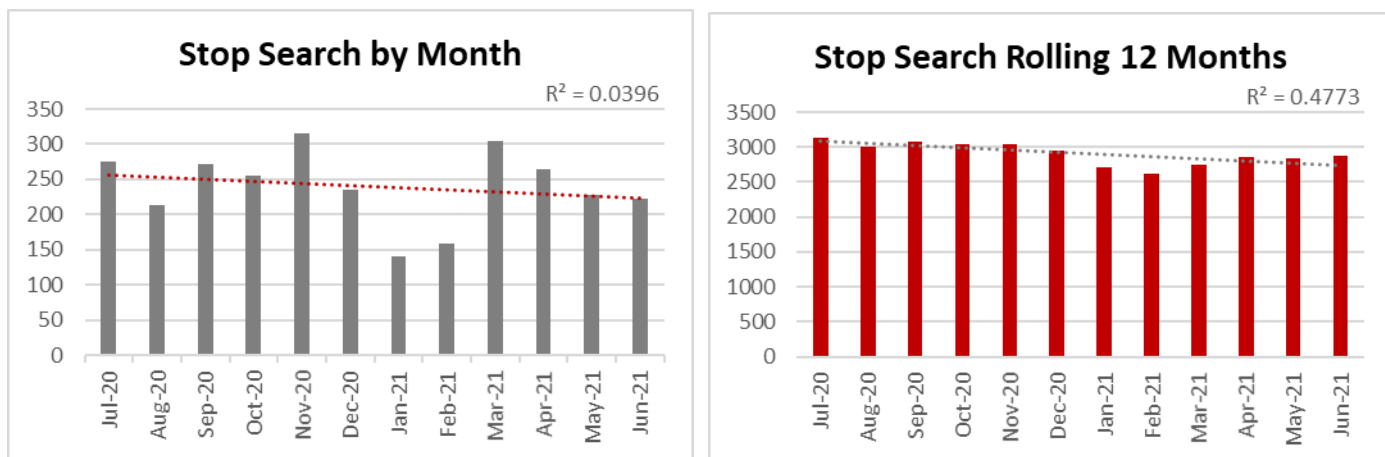 Stop Search by Month
R² = 0.0396
350
300
250
200
150
100
50
0
Jul-20
Aug-20
Sep-20
Oct-20
Nov-20
Dec-20
Jan-21
Feb-21
Mar-21
Apr-21
May-21
Jun-21
Stop Search Rolling 12 Months
R² = 0.4773
3500
3000
2500
2000
1500
1000
500
0
Jul-20
Aug-20
Sep-20
Oct-20
Nov-20
Dec-20
Jan-21
Feb-21
Mar-21
Apr-21
May-21
Jun-21